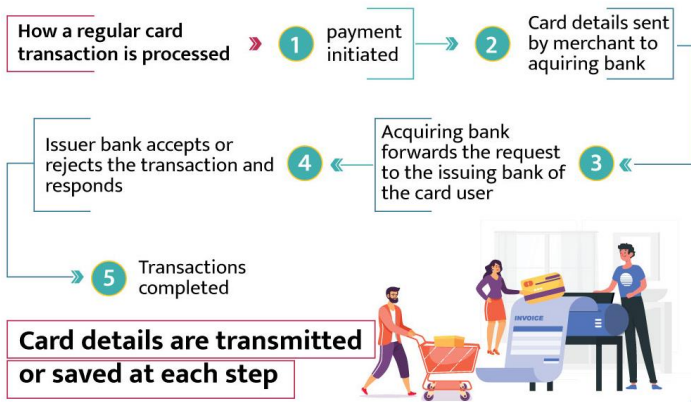 How a regular card
transaction is processed
1
payment
initiated
2
Card details sent
by merchant to
aquiring bank
Acquiring bank
forwards the request
to the issuing bank of
the card user
3
Issuer bank accepts or
rejects the transaction and
responds
4
5
Transactions
completed
Card details are transmitted
or saved at each step
INVOICE